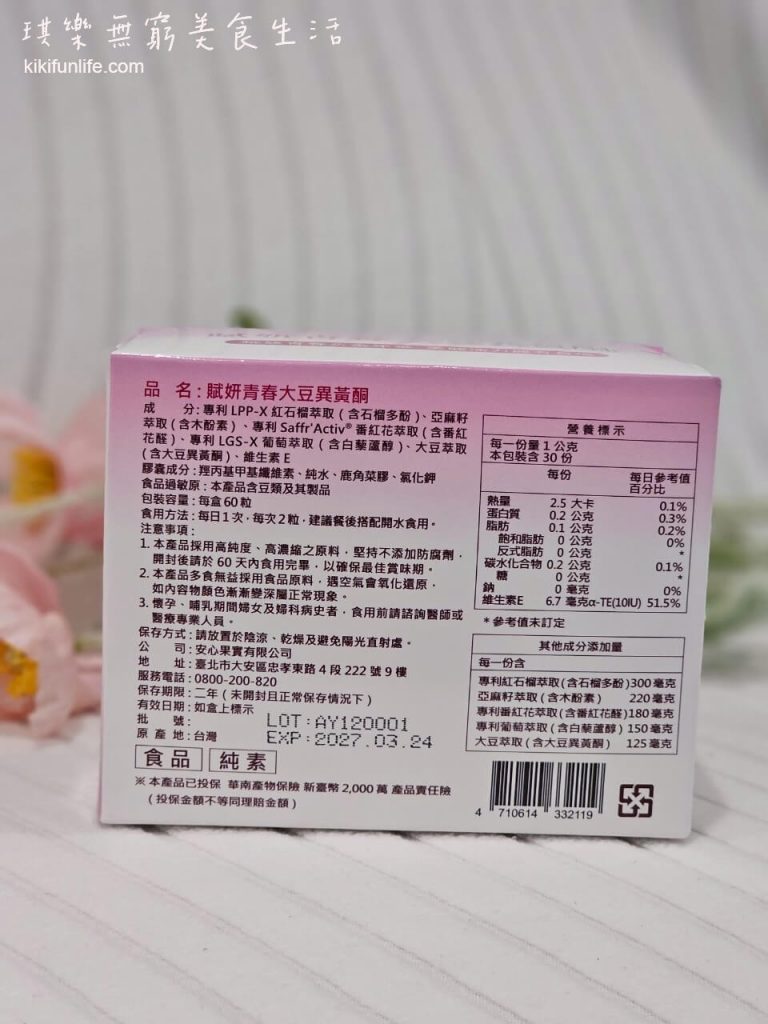 琪樂無窮美食生活
kikifunlife.com
品 名:賦妍青春大豆異黃酮
成 分:專利 LPP-X 紅石榴萃取(含石榴多酚)、亞麻籽
萃取(含木酚素)、專利 Saffr'Activ® 番紅花萃取(含番紅
花醛)、專利 LGS-X 葡萄萃取(含白藜蘆醇)、大豆萃取
(含大豆異黃酮)、維生素 E
膠囊成分:羥丙基甲基纖維素、純水、鹿角菜膠、氯化鉀
食品過敏原:本產品含豆類及其製品
包裝容量:每盒60粒
食用方法:每日1次,每次2粒,建議餐後搭配開水食用。
注意事項:
1. 本產品採用高純度、高濃縮之原料,堅持不添加防腐劑,
開封後請於 60 天內食用完畢,以確保最佳賞味期。
2. 本產品多食無益採用食品原料,遇空氣會氧化還原,
如內容物顏色漸漸變深屬正常現象。
3. 懷孕、哺乳期間婦女及婦科病史者,食用前請諮詢醫師或
醫療專業人員。
保存方式:請放置於陰涼、乾燥及避免陽光直射處。
公 司:安心果實有限公司
地 址:臺北市大安區忠孝東路 4 段 222 號 9 樓
服務電話:0800-200-820
保存期限:二年(未開封且正常保存情況下)
有效日期:如盒上標示
批 號: LOT:AY120001
原 產 地:台灣 EXP:2027.03.24
食品 純素
※ 本產品已投保 華南產物保險 新臺幣 2,000 萬 產品責任險
(投保金額不等同理賠金額)
營養標示
每一份量 1 公克
本包裝含 30 份
每份 每日參考值
百分比
熱量 2.5 大卡 0.1%
蛋白質 0.2 公克 0.3%
脂肪 0.1 公克 0.2%
飽和脂肪 0 公克 0%
反式脂肪 0 公克 *
碳水化合物 0.2 公克 0.1%
糖 0 公克 *
鈉 0 毫克 0%
維生素E 6.7 毫克α-TE(10IU) 51.5%
*參考值未訂定
其他成分添加量
每一份含
專利紅石榴萃取(含石榴多酚)300 毫克
亞麻籽萃取(含木酚素) 220 毫克
專利番紅花萃取(含番紅花醛)180 毫克
專利葡萄萃取(含白藜蘆醇)150 毫克
大豆萃取(含大豆異黃酮) 125 毫克
4 710614 332119